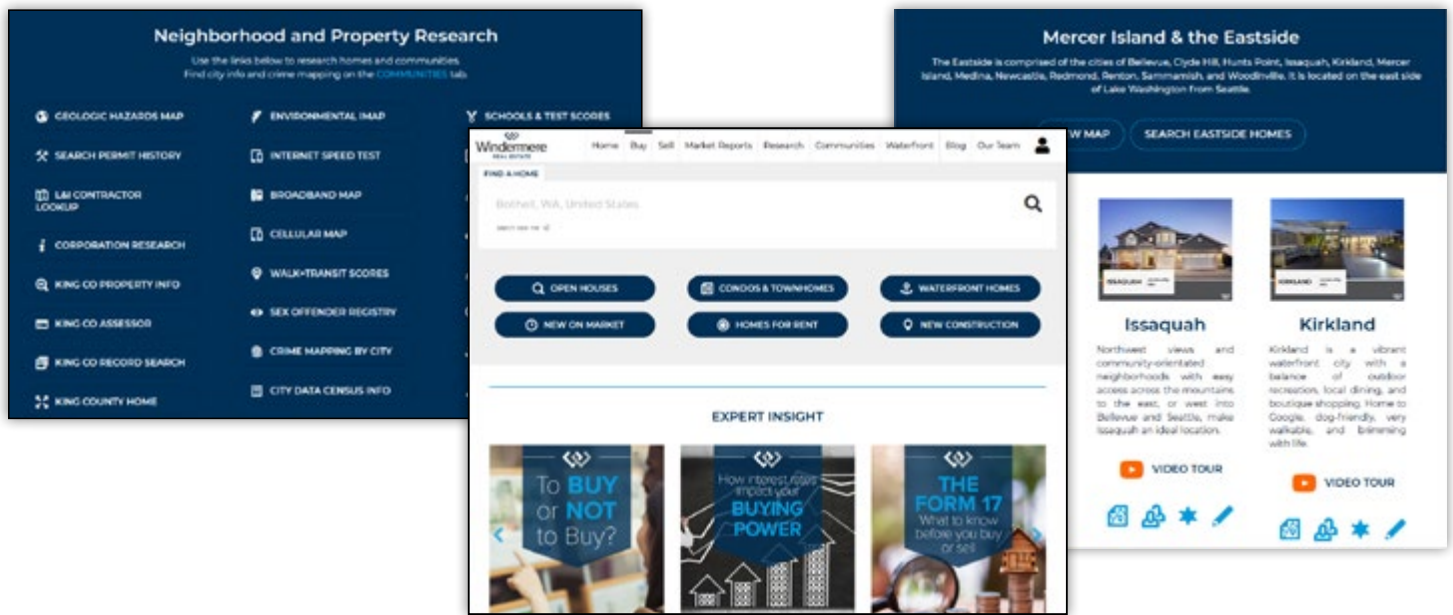 Neighborhood and Property Research
Use the links below to research homes and communities.
Find city info and crime mapping on the COMMUNITIES tab.
GEOLOGIC HAZARDS MAP
SEARCH PERMIT HISTORY
L&I CONTRACTOR
LOOKUP
CORPORATION RESEARCH
KING CO PROPERTY INFO
KING CO ASSESSOR
KING CO RECORD SEARCH
KING COUNTY HOME
ENVIRONMENTAL IMAP
INTERNET SPEED TEST
BROADBAND MAP
CELLULAR MAP
WALK+TRANSIT SCORES
SEX OFFENDER REGISTRY
CRIME MAPPING BY CITY
CITY DATA CENSUS INFO
SCHOOLS & TEST SCORES
Windermere
REAL ESTATE
Home Buy Sell Market Reports Research Communities Waterfront Blog Our Team
FIND A HOME
Bothell, WA, United States
OPEN HOUSES
CONDOS & TOWNHOMES
WATERFRONT HOMES
NEW ON MARKET
HOMES FOR RENT
NEW CONSTRUCTION
EXPERT INSIGHT
To BUY
or NOT
to Buy?
How interest rates
impact your
BUYING
POWER
THE
FORM 17
What to know
before you buy
or sell
Mercer Island & the Eastside
The Eastside is comprised of the cities of Bellevue, Clyde Hill, Hunts Point, Issaquah, Kirkland, Mercer
Island, Medina, Newcastle, Redmond, Renton, Sammamish, and Woodinville. It is located on the east side
of Lake Washington from Seattle.
W MAP
SEARCH EASTSIDE HOMES
ISSAQUAH
KIRKLAND
Issaquah
Northwest views and
community-orientated
neighborhoods with easy
access across the mountains
to the east, or west into
Bellevue and Seattle, make
Issaquah an ideal location.
VIDEO TOUR
Kirkland
Kirkland is a vibrant
waterfront city with a
balance of outdoor
recreation, local dining, and
boutique shopping. Home to
Google, dog-friendly, very
walkable, and brimming
with life.
VIDEO TOUR